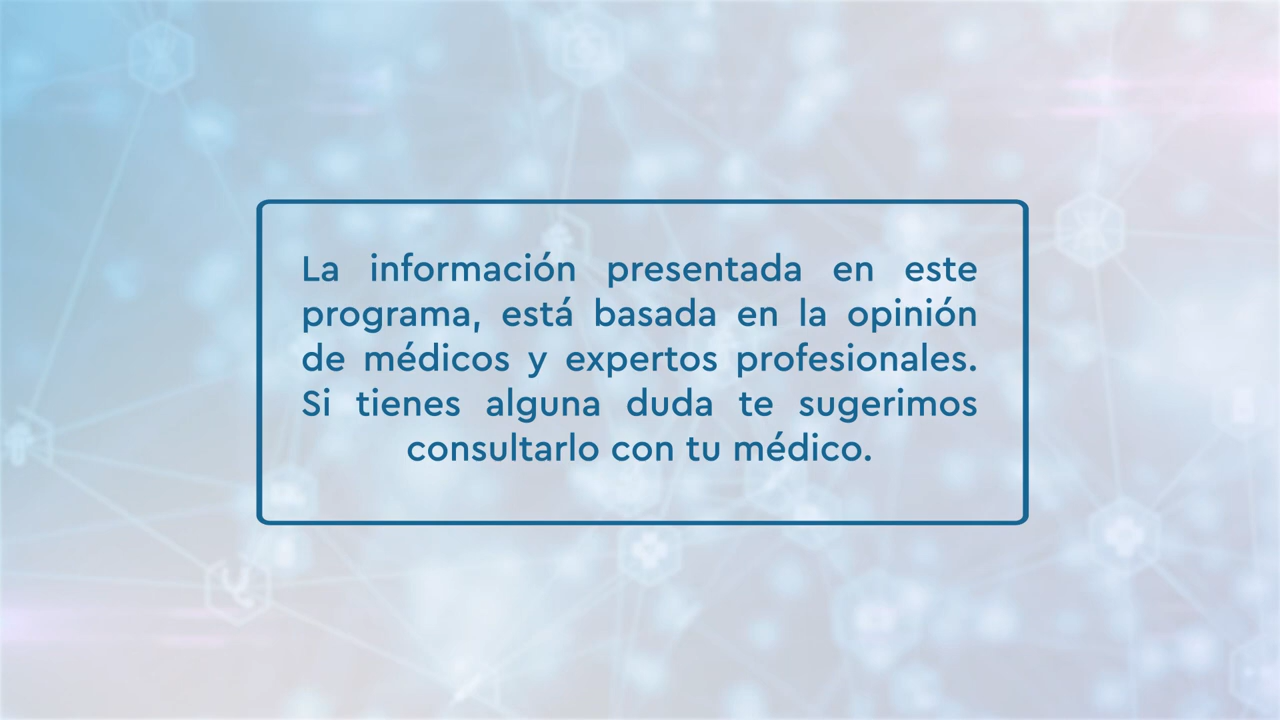 La información presentada en este
programa, está basada en la opinión
de médicos y expertos profesionales.
Si tienes alguna duda te sugerimos
consultarlo con tu médico.